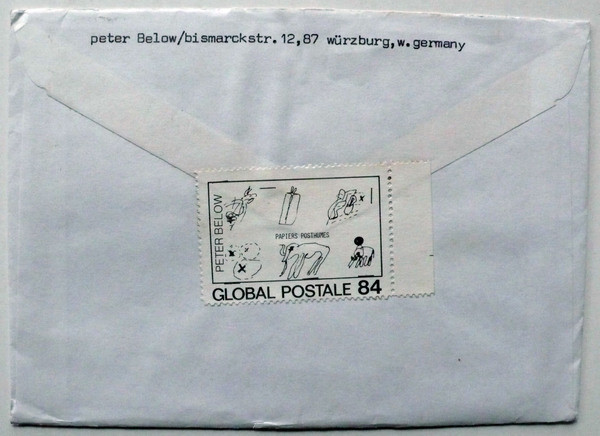 peter Below/bismarckstr.12,87 würzburg,w.germany
PETER BELOW
PAPIERS POSTHUMES
GLOBAL POSTALE 84